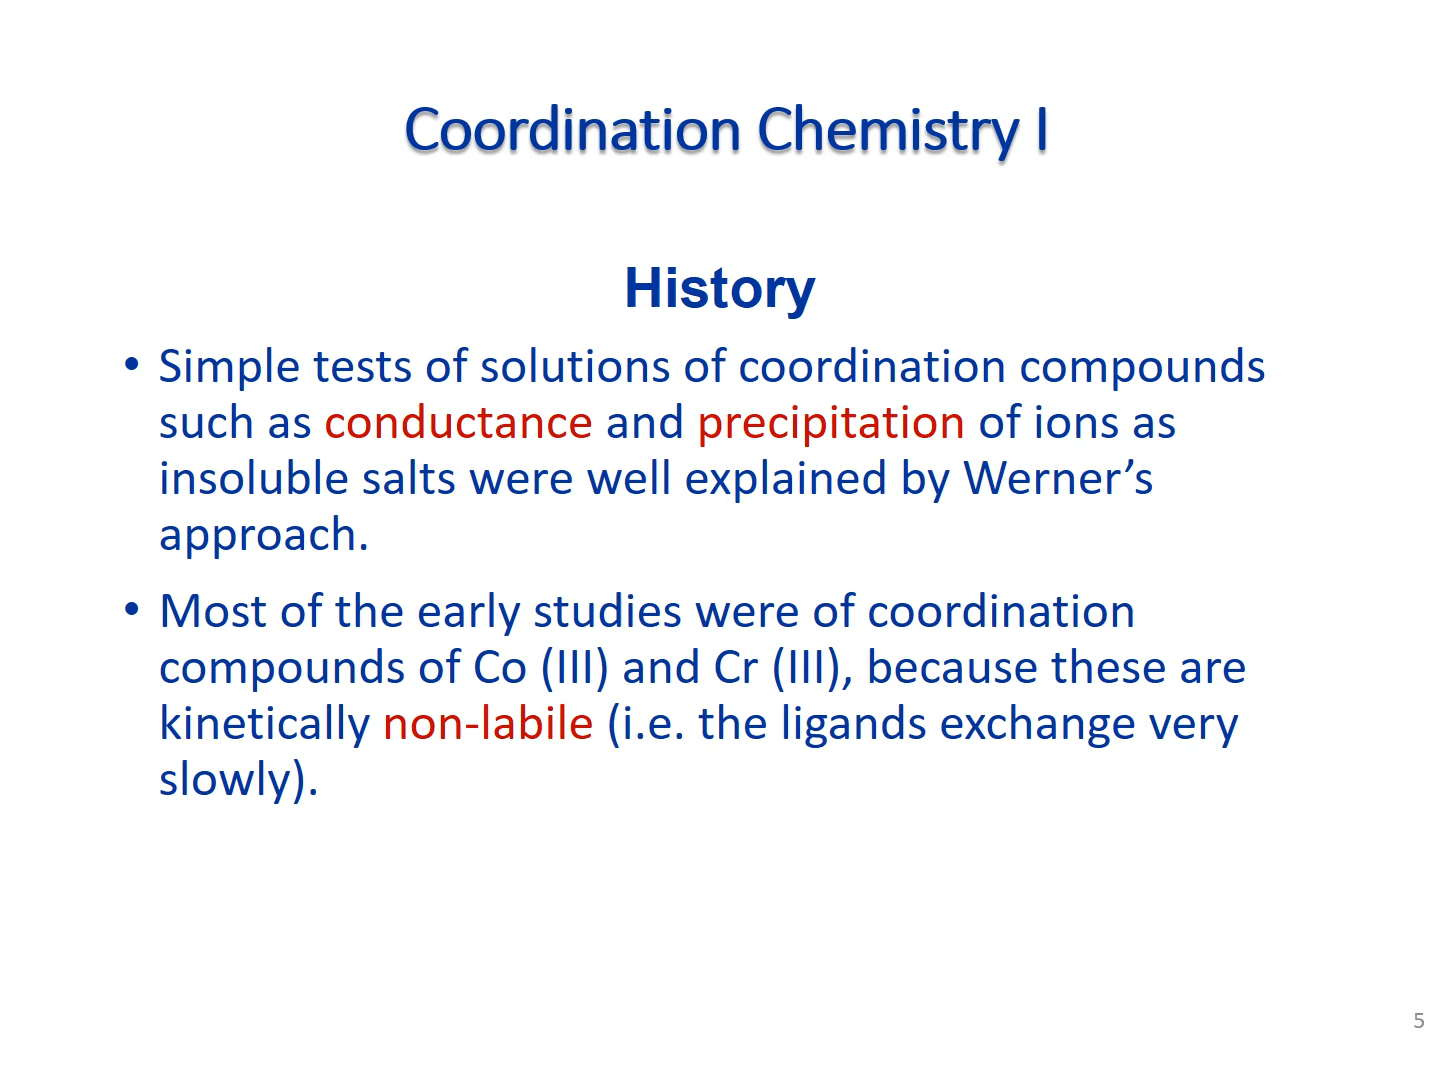 Coordination Chemistry I
History
• Simple tests of solutions of coordination compounds
such as conductance and precipitation of ions as
insoluble salts were well explained by Werner’s
approach.
• Most of the early studies were of coordination
compounds of Co (III) and Cr (III), because these are
kinetically non-labile (i.e. the ligands exchange very
slowly).
5